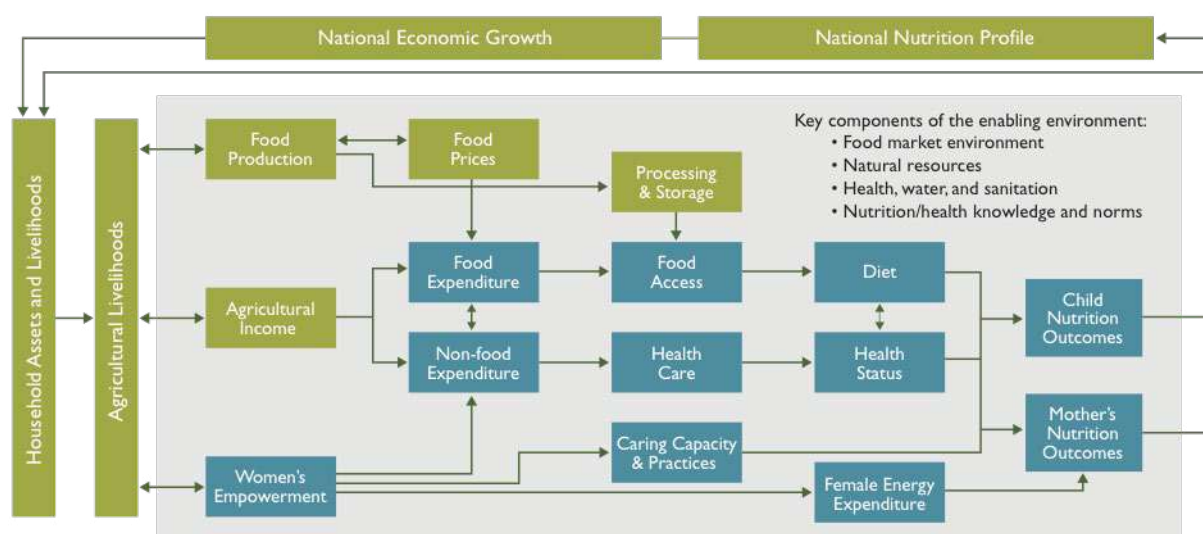 National Economic Growth
National Nutrition Profile
Household Assets and Livelihoods
Agricultural Livelihoods
Food
Production
Food
Prices
Processing
& Storage
Key components of the enabling environment:
• Food market environment
• Natural resources
• Health, water, and sanitation
• Nutrition/health knowledge and norms
Agricultural
Income
Food
Expenditure
Food
Access
Diet
Non-food
Expenditure
Health
Care
Health
Status
Child
Nutrition
Outcomes
Women's
Empowerment
Caring Capacity
& Practices
Female Energy
Expenditure
Mother's
Nutrition
Outcomes